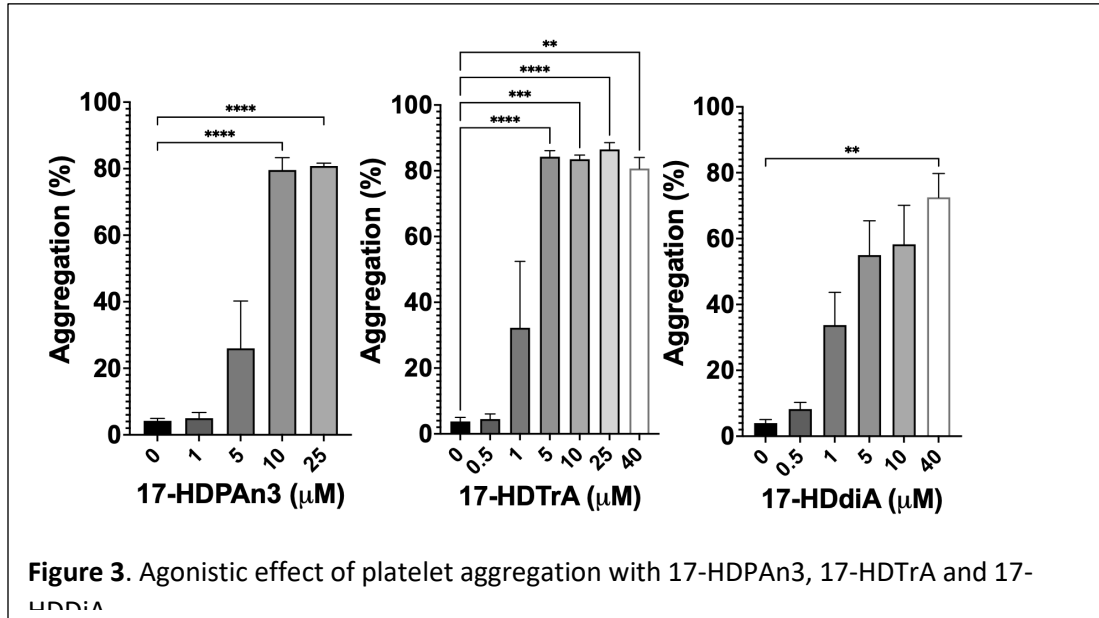 **
****
***
****
****
****
**
100
80
60
40
20
0
Aggregation (%)
0 1 5 10 25
17-HDPAn3 (μM)
100
80
60
40
20
0
Aggregation (%)
0 0.5 1 5 10 25 40
17-HDTrA (μM)
100
80
60
40
20
0
Aggregation (%)
0 0.5 1 5 10 40
17-HDdiA (μM)
Figure 3. Agonistic effect of platelet aggregation with 17-HDPAn3, 17-HDTrA and 17-
HDDiA